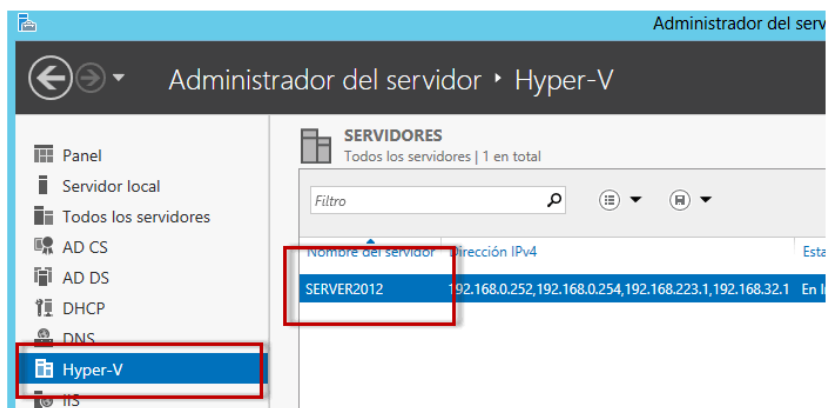 Administrador del serv
Administrador del servidor • Hyper-V
Panel
Servidor local
Todos los servidores
AD CS
AD DS
DHCP
DNS
Hyper-V
IIS
SERVIDORES
Todos los servidores | 1 en total
Filtro
Nombre del servidor Dirección IPv4 Esta
SERVER2012 192.168.0.252,192.168.0.254,192.168.223.1,192.168.32.1 En lí